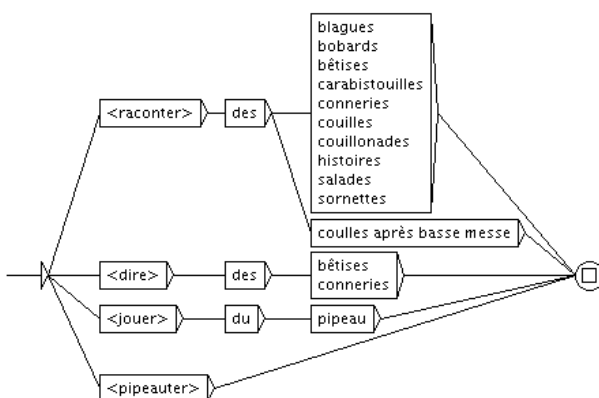 blagues
bobards
bêtises
carabistouilles
<raconter> des conneries
couilles
couillonades
histoires
salades
sornettes
coulles après basse messe
<dire> des bêtises
conneries
<jouer> du pipeau
<pipeauter>